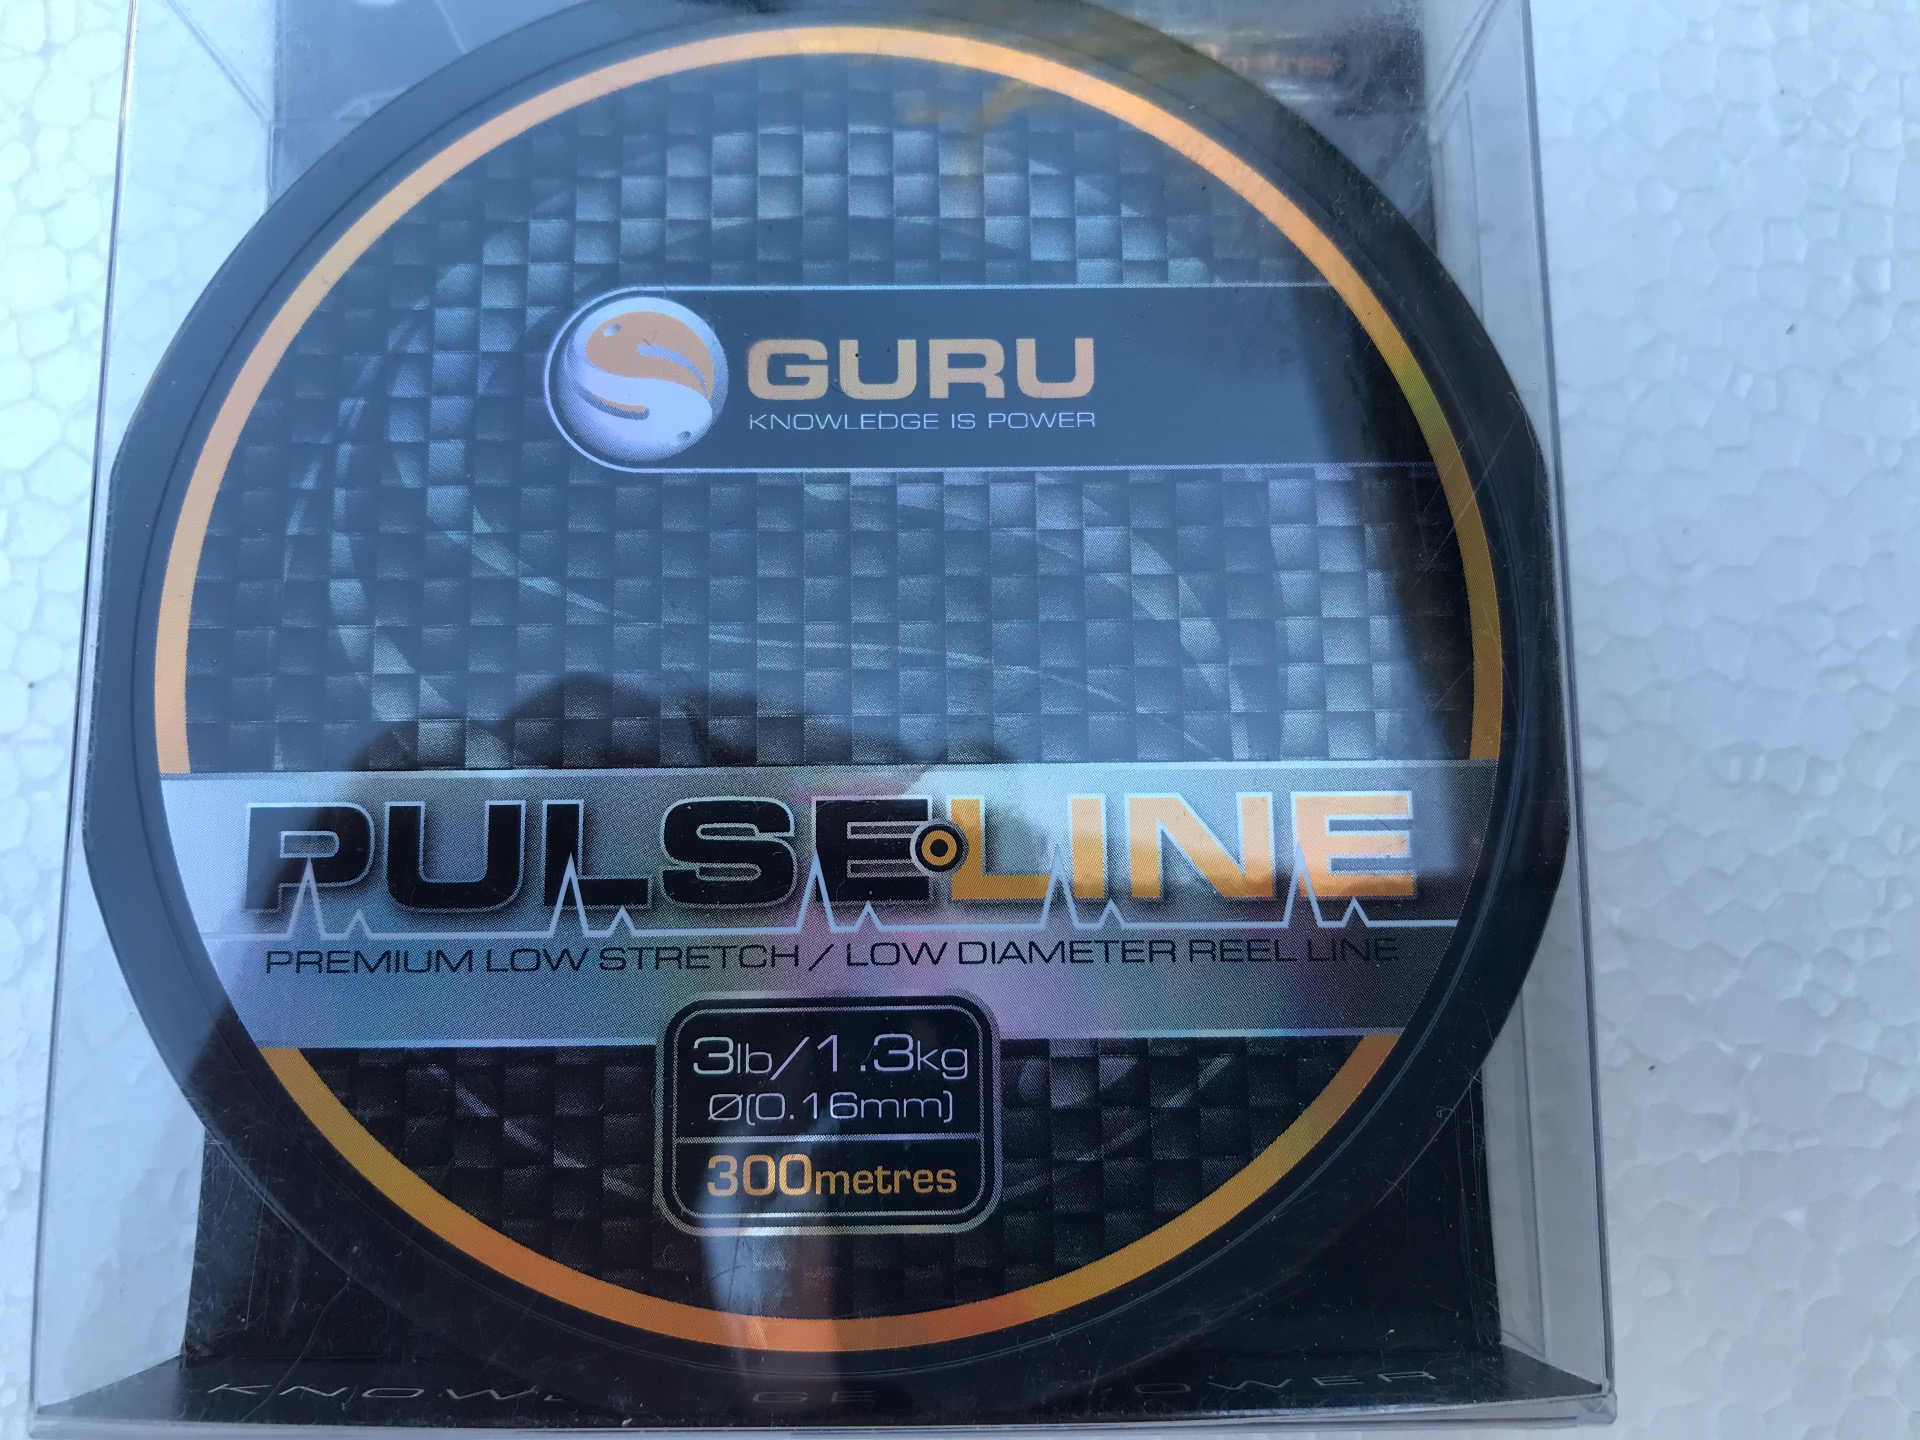 metres
GURU
KNOWLEDGE IS POWER
PULSE LINE
PREMIUM LOW STRETCH / LOW DIAMETER REEL LINE
3lb/1.3kg
Ø(0.16mm)
300metres